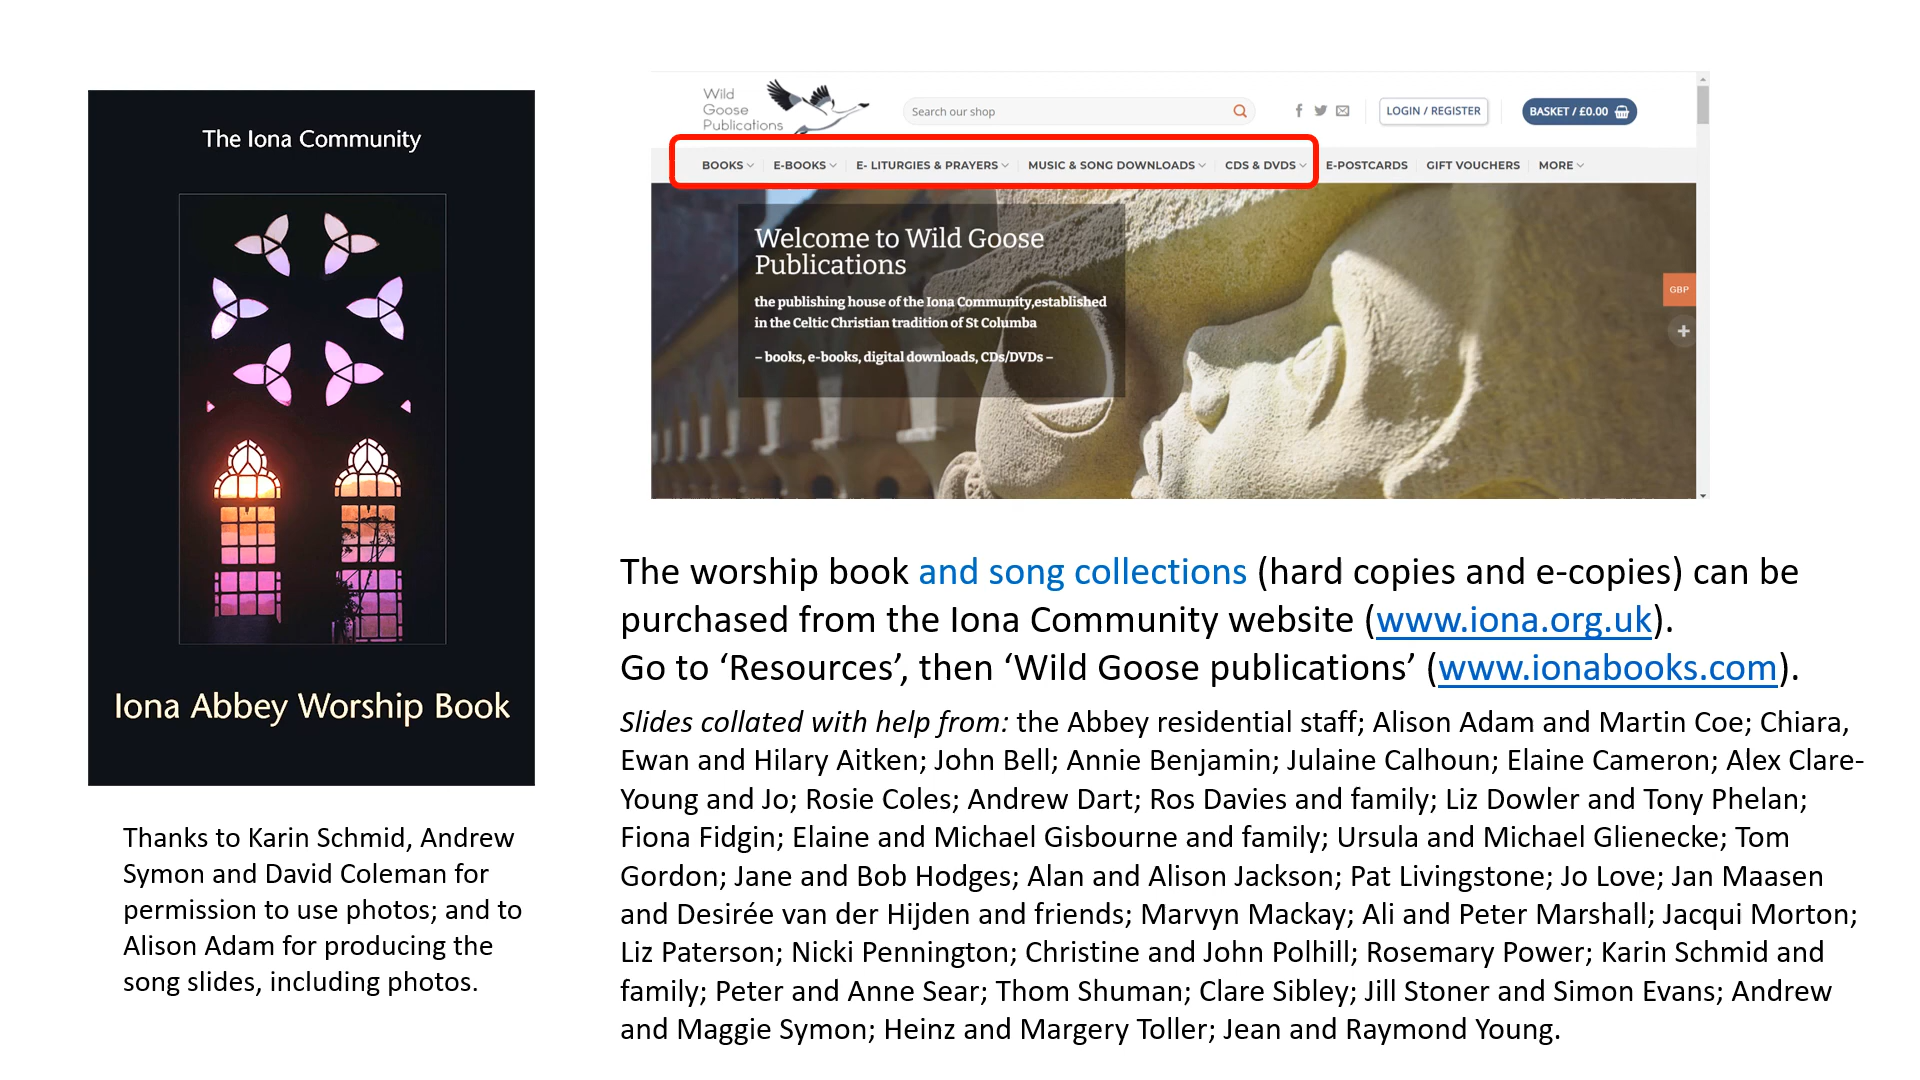 The Iona Community
Iona Abbey Worship Book
Thanks to Karin Schmid, Andrew
Symon and David Coleman for
permission to use photos; and to
Alison Adam for producing the
song slides, including photos.
Wild
Goose
Publications
Search our shop
LOGIN / REGISTER
BASKET / £0.00
BOOKS E-BOOKS E- LITURGIES & PRAYERS MUSIC & SONG DOWNLOADS CDS & DVDS E-POSTCARDS GIFT VOUCHERS MORE
Welcome to Wild Goose
Publications
the publishing house of the Iona Community,established
in the Celtic Christian tradition of St Columba
– books, e-books, digital downloads, CDs/DVDs –
GBP
The worship book and song collections (hard copies and e-copies) can be
purchased from the Iona Community website (www.iona.org.uk).
Go to ‘Resources’, then ‘Wild Goose publications’ (www.ionabooks.com).
Slides collated with help from: the Abbey residential staff; Alison Adam and Martin Coe; Chiara,
Ewan and Hilary Aitken; John Bell; Annie Benjamin; Julaine Calhoun; Elaine Cameron; Alex Clare-
Young and Jo; Rosie Coles; Andrew Dart; Ros Davies and family; Liz Dowler and Tony Phelan;
Fiona Fidgin; Elaine and Michael Gisbourne and family; Ursula and Michael Glienecke; Tom
Gordon; Jane and Bob Hodges; Alan and Alison Jackson; Pat Livingstone; Jo Love; Jan Maasen
and Desirée van der Hijden and friends; Marvyn Mackay; Ali and Peter Marshall; Jacqui Morton;
Liz Paterson; Nicki Pennington; Christine and John Polhill; Rosemary Power; Karin Schmid and
family; Peter and Anne Sear; Thom Shuman; Clare Sibley; Jill Stoner and Simon Evans; Andrew
and Maggie Symon; Heinz and Margery Toller; Jean and Raymond Young.